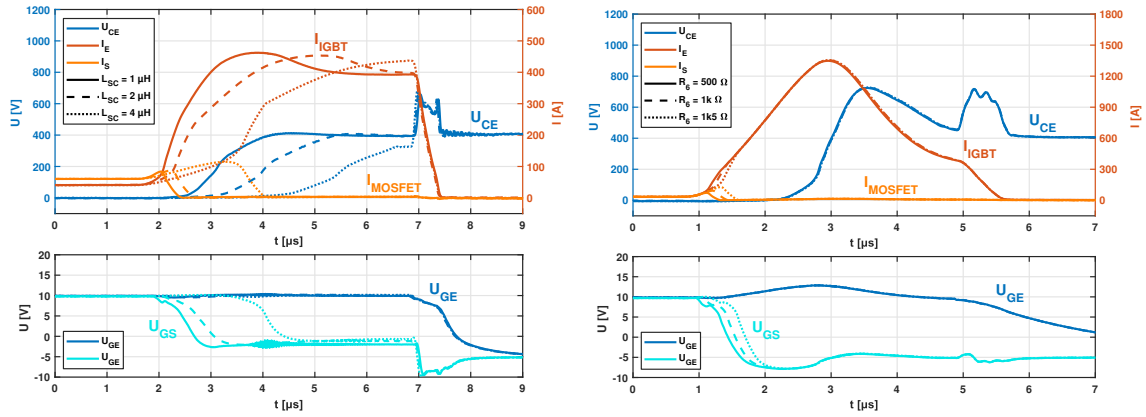 1200
1000
800
600
400
200
0
U [V]
600
500
400
300
200
100
0
I [A]
U_CE
I_E
I_S
L_SC = 1 µH
L_SC = 2 µH
L_SC = 4 µH
I_IGBT
U_CE
I_MOSFET
0 1 2 3 4 5 6 7 8 9
t [µs]
20
15
10
5
0
-5
-10
U [V]
U_GE
U_GS
U_GE
U_GE
0 1 2 3 4 5 6 7 8 9
t [µs]
1200
1000
800
600
400
200
0
U [V]
1800
1500
1200
900
600
300
0
I [A]
U_CE
I_E
I_S
R_6 = 500 Ω
R_6 = 1k Ω
R_6 = 1k5 Ω
U_CE
I_IGBT
I_MOSFET
0 1 2 3 4 5 6 7
t [µs]
20
15
10
5
0
-5
-10
U [V]
U_GE
U_GS
U_GE
U_GE
0 1 2 3 4 5 6 7
t [µs]